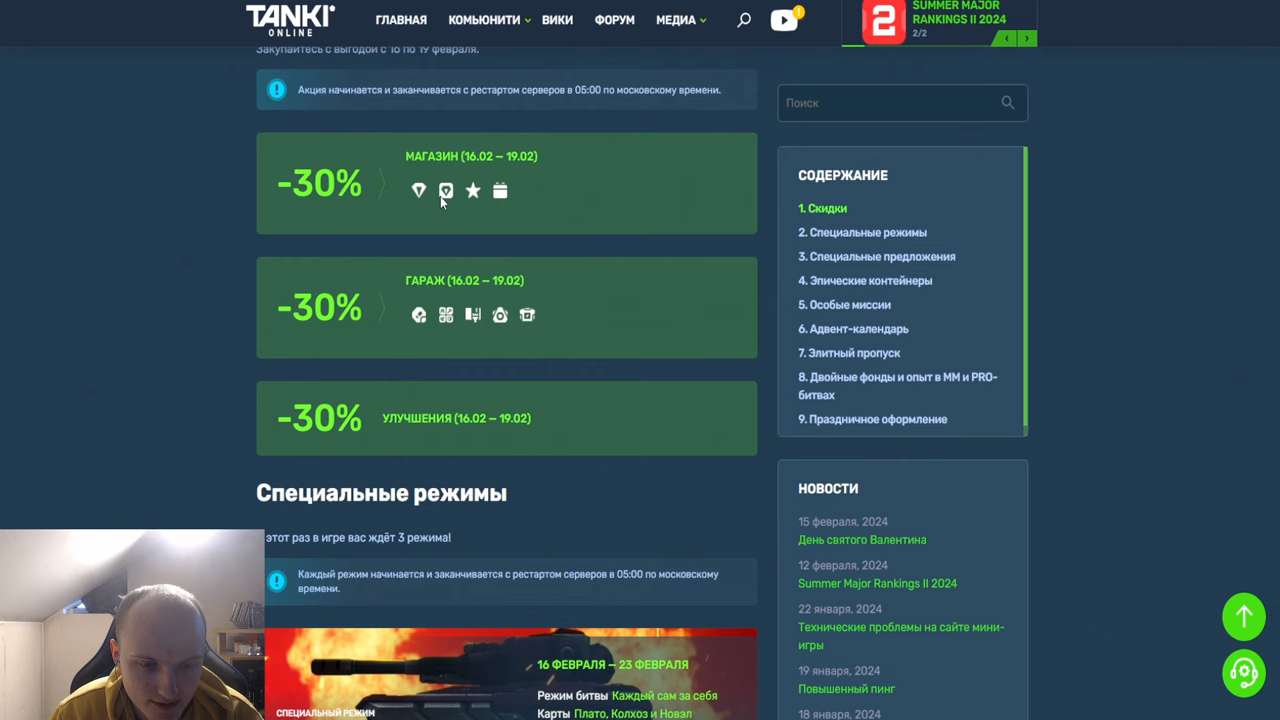 TANKI
ONLINE
ГЛАВНАЯ
КОМЬЮНИТИ
ВИКИ
ФОРУМ
МЕДИА
SUMMER MAJOR
RANKINGS II 2024
2/2
Закупайтесь с выгодой с 16 по 19 февраля.
Акция начинается и заканчивается с рестартом серверов в 05:00 по московскому времени.
-30%
МАГАЗИН (16.02 — 19.02)
-30%
ГАРАЖ (16.02 — 19.02)
-30%
УЛУЧШЕНИЯ (16.02 — 19.02)
Специальные режимы
этот раз в игре вас ждёт 3 режима!
Каждый режим начинается и заканчивается с рестартом серверов в 05:00 по московскому
времени.
16 ФЕВРАЛЯ — 23 ФЕВРАЛЯ
Режим битвы Каждый сам за себя
Карты Плато, Колхоз и Новэл
СПЕЦИАЛЬНЫЙ РЕЖИМ
Поиск
СОДЕРЖАНИЕ
1. Скидки
2. Специальные режимы
3. Специальные предложения
4. Эпические контейнеры
5. Особые миссии
6. Адвент-календарь
7. Элитный пропуск
8. Двойные фонды и опыт в ММ и PRO-
битвах
9. Праздничное оформление
НОВОСТИ
15 февраля, 2024
День святого Валентина
12 февраля, 2024
Summer Major Rankings II 2024
22 января, 2024
Технические проблемы на сайте мини-
игры
19 января, 2024
Повышенный пинг
18 января, 2024